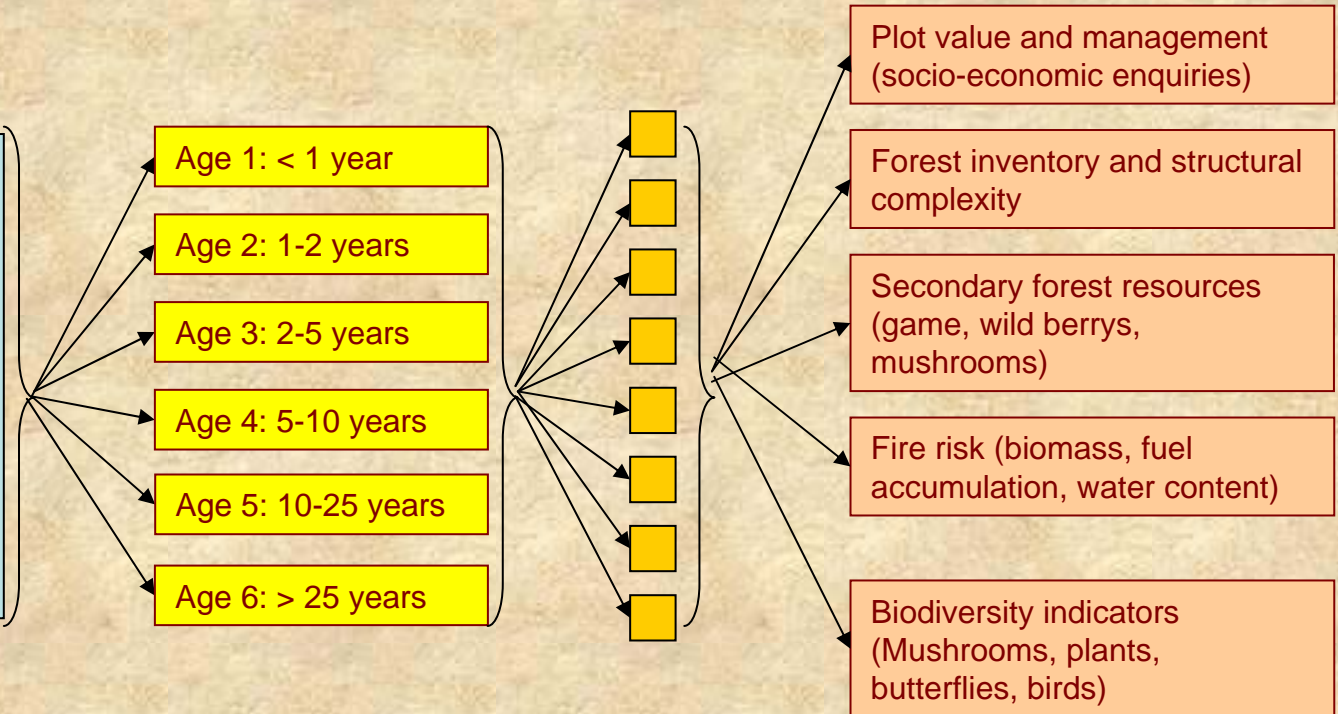 Age 1: < 1 year
Age 2: 1-2 years
Age 3: 2-5 years
Age 4: 5-10 years
Age 5: 10-25 years
Age 6: > 25 years
Plot value and management
(socio-economic enquiries)
Forest inventory and structural
complexity
Secondary forest resources
(game, wild berrys,
mushrooms)
Fire risk (biomass, fuel
accumulation, water content)
Biodiversity indicators
(Mushrooms, plants,
butterflies, birds)